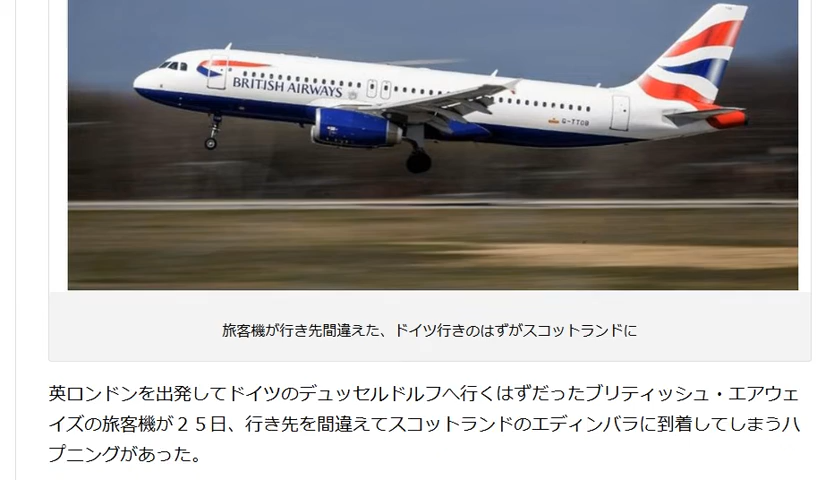 BRITISH AIRWAYS
G-TTOB
旅客機が行き先間違えた、ドイツ行きのはずがスコットランドに
英ロンドンを出発してドイツのデュッセルドルフへ行くはずだったブリティッシュ・エアウェ
イズの旅客機が２５日、行き先を間違えてスコットランドのエディンバラに到着してしまうハ
プニングがあった。